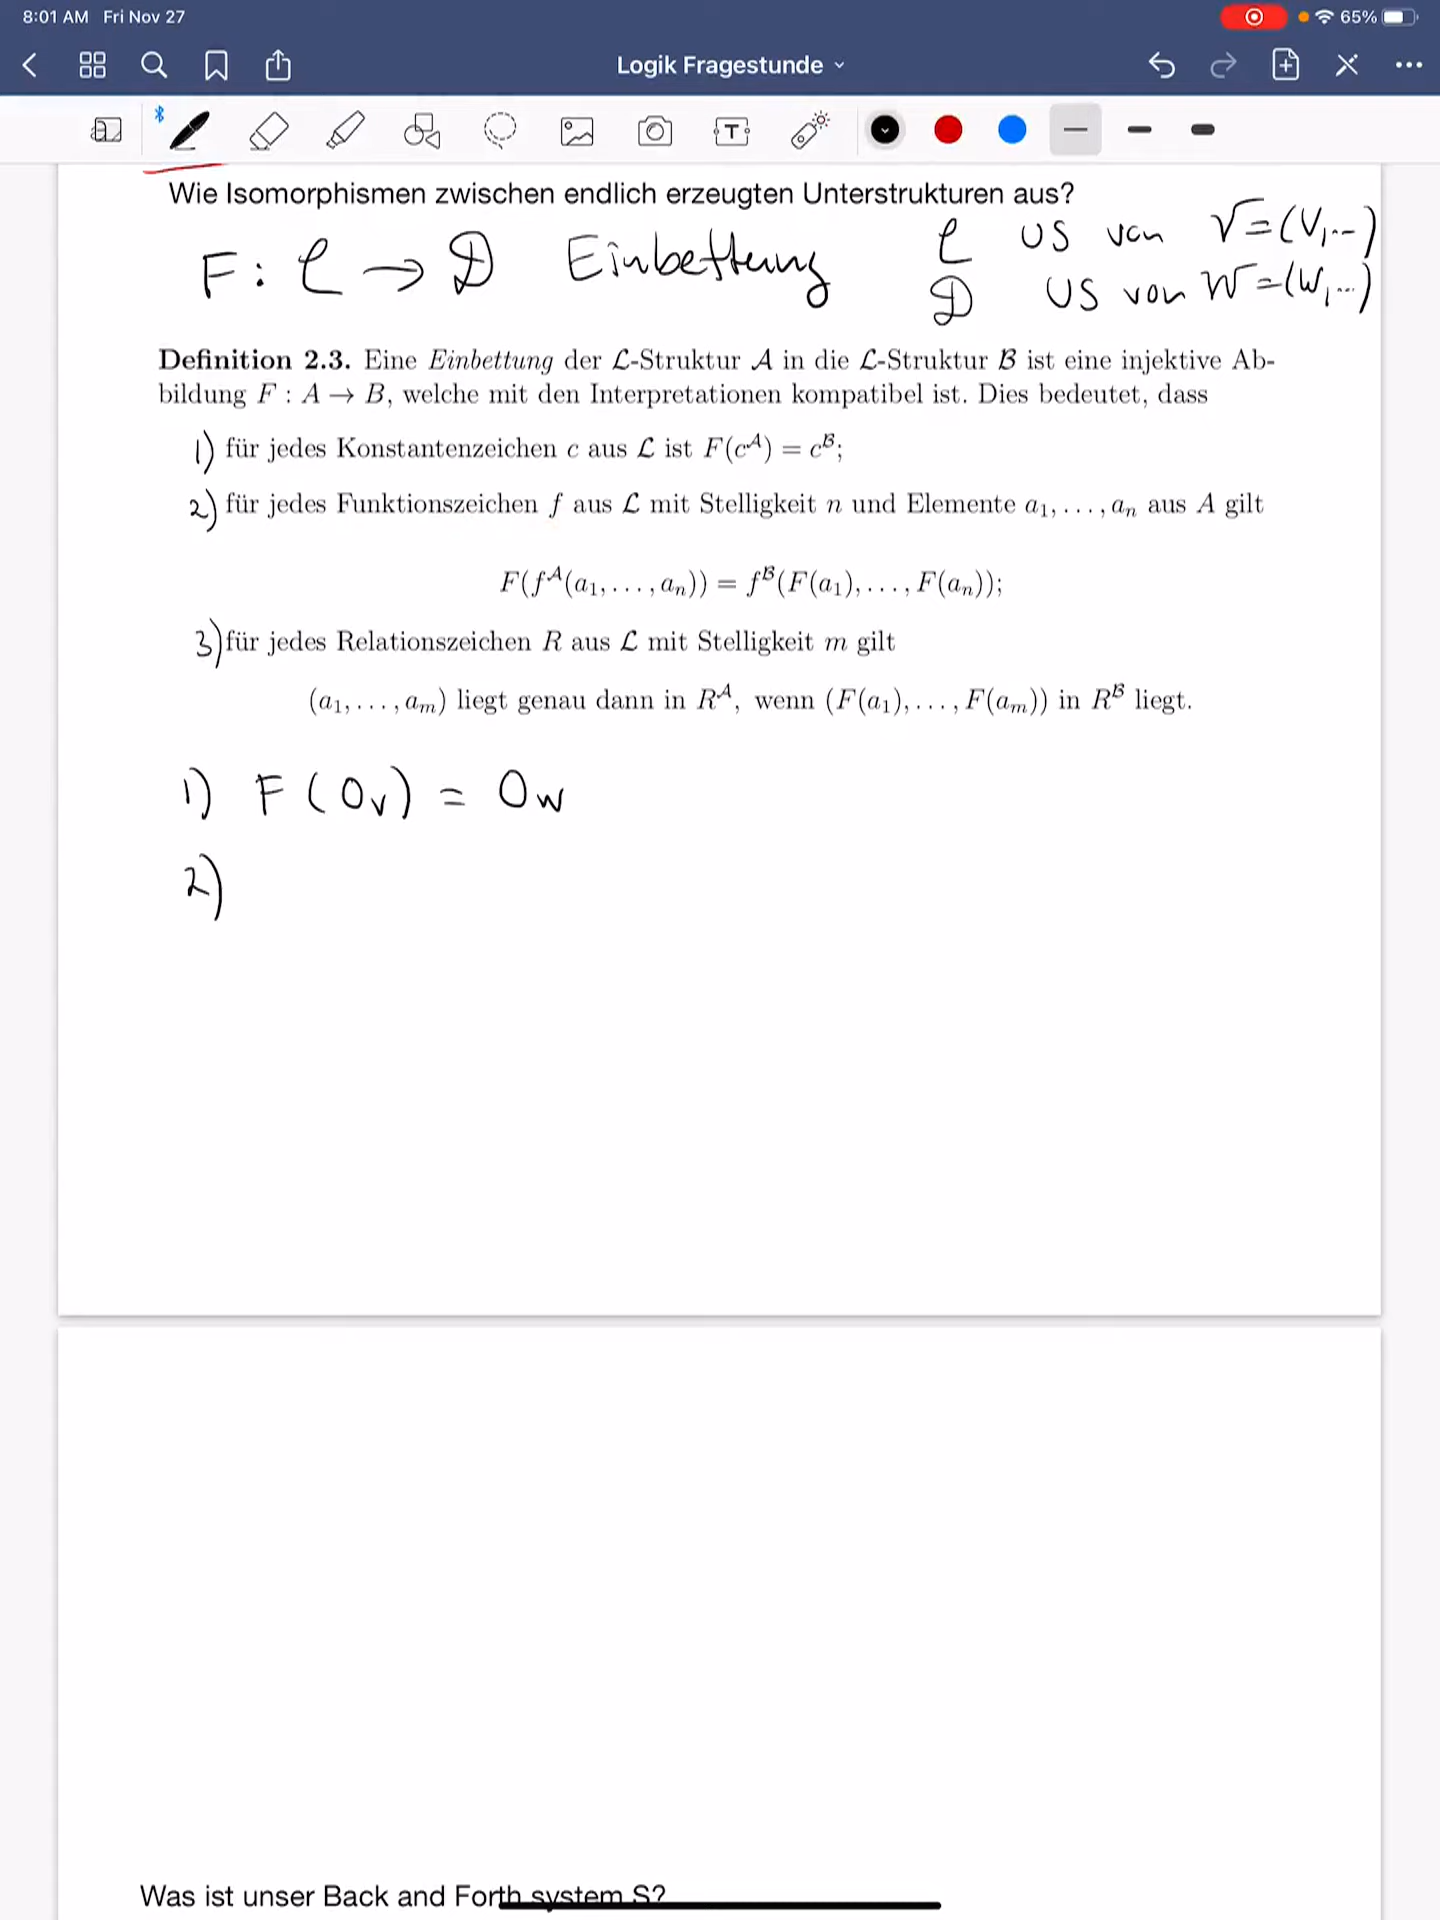 8:01 AM Fri Nov 27
65%
Logik Fragestunde
Wie Isomorphismen zwischen endlich erzeugten Unterstrukturen aus?
F : 𝒞 → 𝒟 Einbettung
𝒞 US von 𝒱=(V,...)
𝒟 US von 𝒲=(W,...)
Definition 2.3. Eine Einbettung der ℒ-Struktur 𝒜 in die ℒ-Struktur ℬ ist eine injektive Ab-
bildung F : A → B, welche mit den Interpretationen kompatibel ist. Dies bedeutet, dass
1) für jedes Konstantenzeichen c aus ℒ ist F(c^𝒜) = c^ℬ;
2) für jedes Funktionszeichen f aus ℒ mit Stelligkeit n und Elemente a₁, . . . , aₙ aus A gilt
F(f^𝒜(a₁, . . . , aₙ)) = f^ℬ(F(a₁), . . . , F(aₙ));
3) für jedes Relationszeichen R aus ℒ mit Stelligkeit m gilt
(a₁, . . . , aₘ) liegt genau dann in R^𝒜, wenn (F(a₁), . . . , F(aₘ)) in R^ℬ liegt.
1) F(0_V) = 0_W
2)
Was ist unser Back and Forth system S?